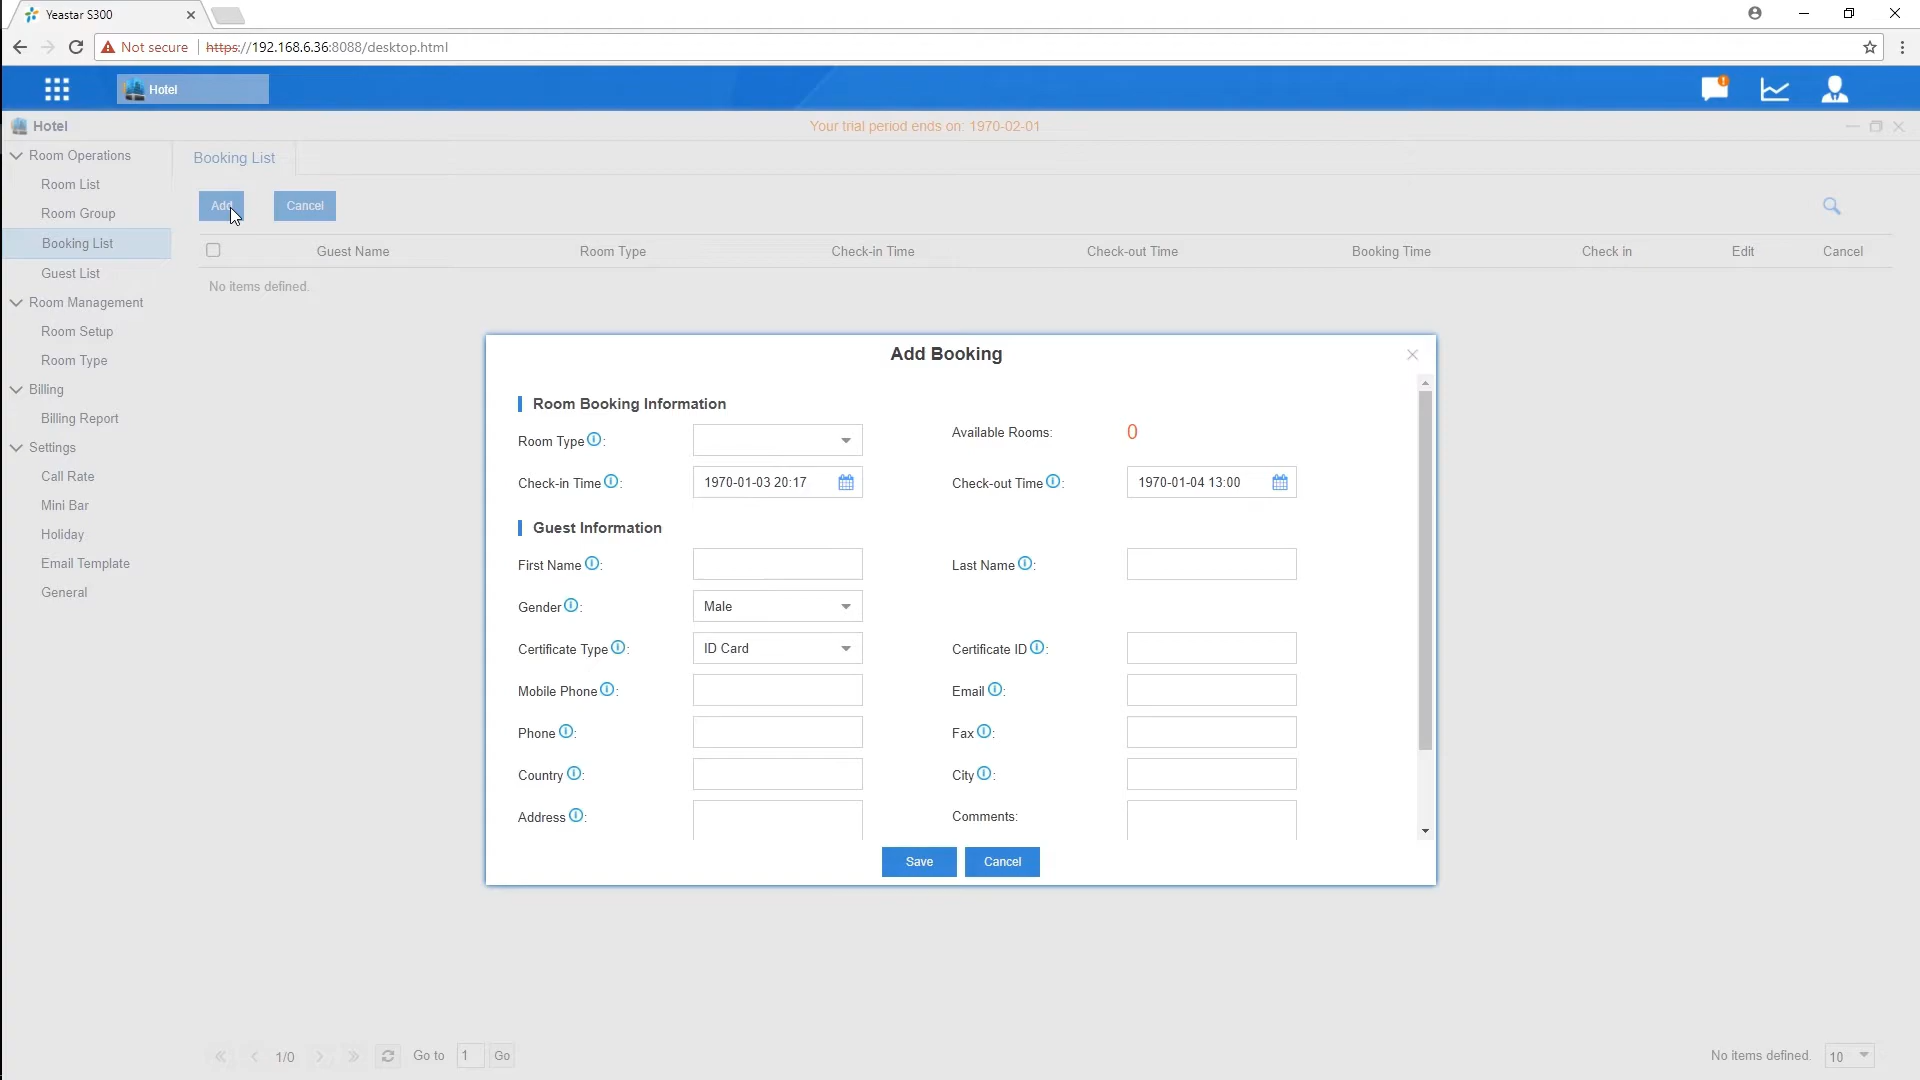 Yeastar S300
Not secure https://192.168.6.36:8088/desktop.html
Hotel
Hotel
Your trial period ends on: 1970-02-01
Room Operations
Room List
Room Group
Booking List
Guest List
Room Management
Room Setup
Room Type
Billing
Billing Report
Settings
Call Rate
Mini Bar
Holiday
Email Template
General
Booking List
Add Cancel
Guest Name Room Type Check-in Time Check-out Time Booking Time Check in Edit Cancel
No items defined.
Add Booking
Room Booking Information
Room Type : Available Rooms: 0
Check-in Time : 1970-01-03 20:17 Check-out Time : 1970-01-04 13:00
Guest Information
First Name : Last Name :
Gender : Male
Certificate Type : ID Card Certificate ID :
Mobile Phone : Email :
Phone : Fax :
Country : City :
Address : Comments:
Save Cancel
1/0 Go to 1 Go No items defined. 10